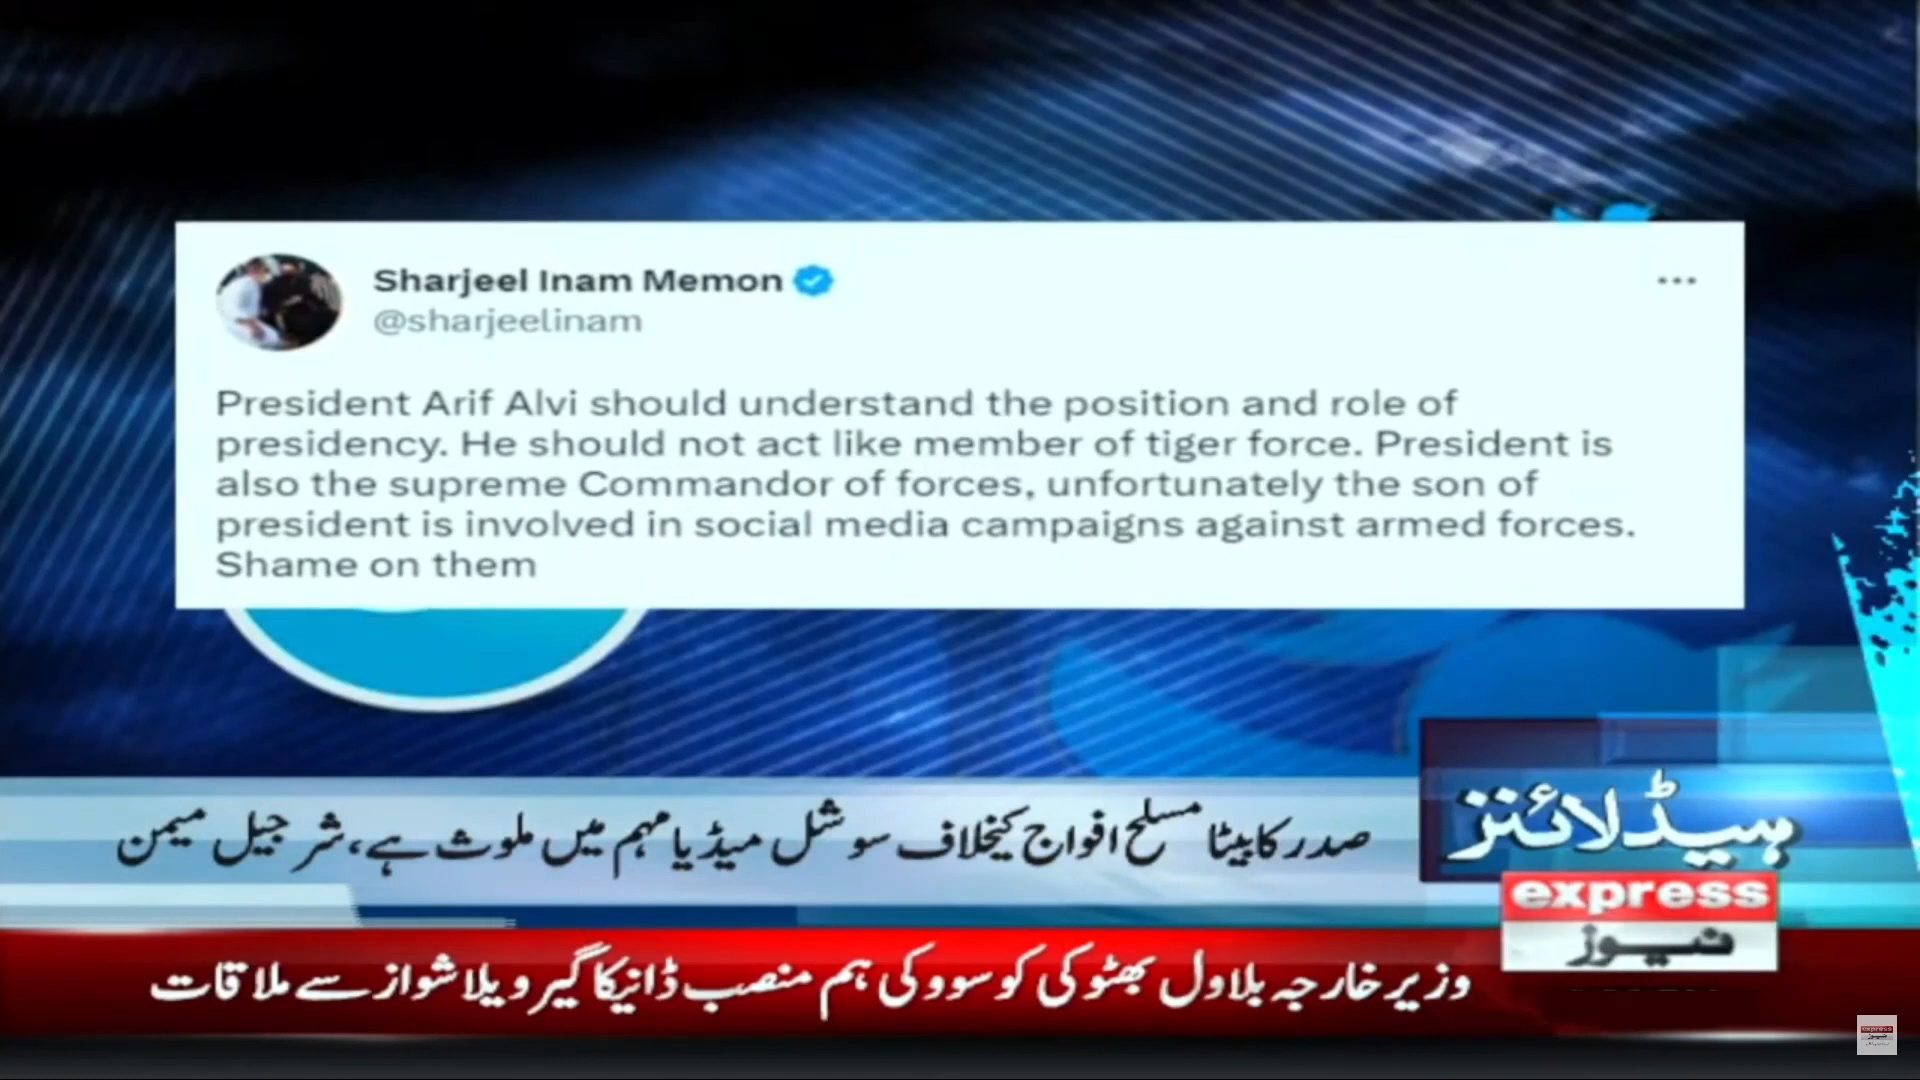 Sharjeel Inam Memon
@sharjeelinam
President Arif Alvi should understand the position and role of
presidency. He should not act like member of tiger force. President is
also the supreme Commandor of forces, unfortunately the son of
president is involved in social media campaigns against armed forces.
Shame on them
صدر کا بیٹا مسلح افواج کیخلاف سوشل میڈیا مہم میں ملوث ہے، شرجیل میمن
ہیڈلائنز
express
نیوز
وزیر خارجہ بلاول بھٹو کی کوسووو کی ہم منصب ڈانیکا گیرویلا شواز سے ملاقات
express
نیوز